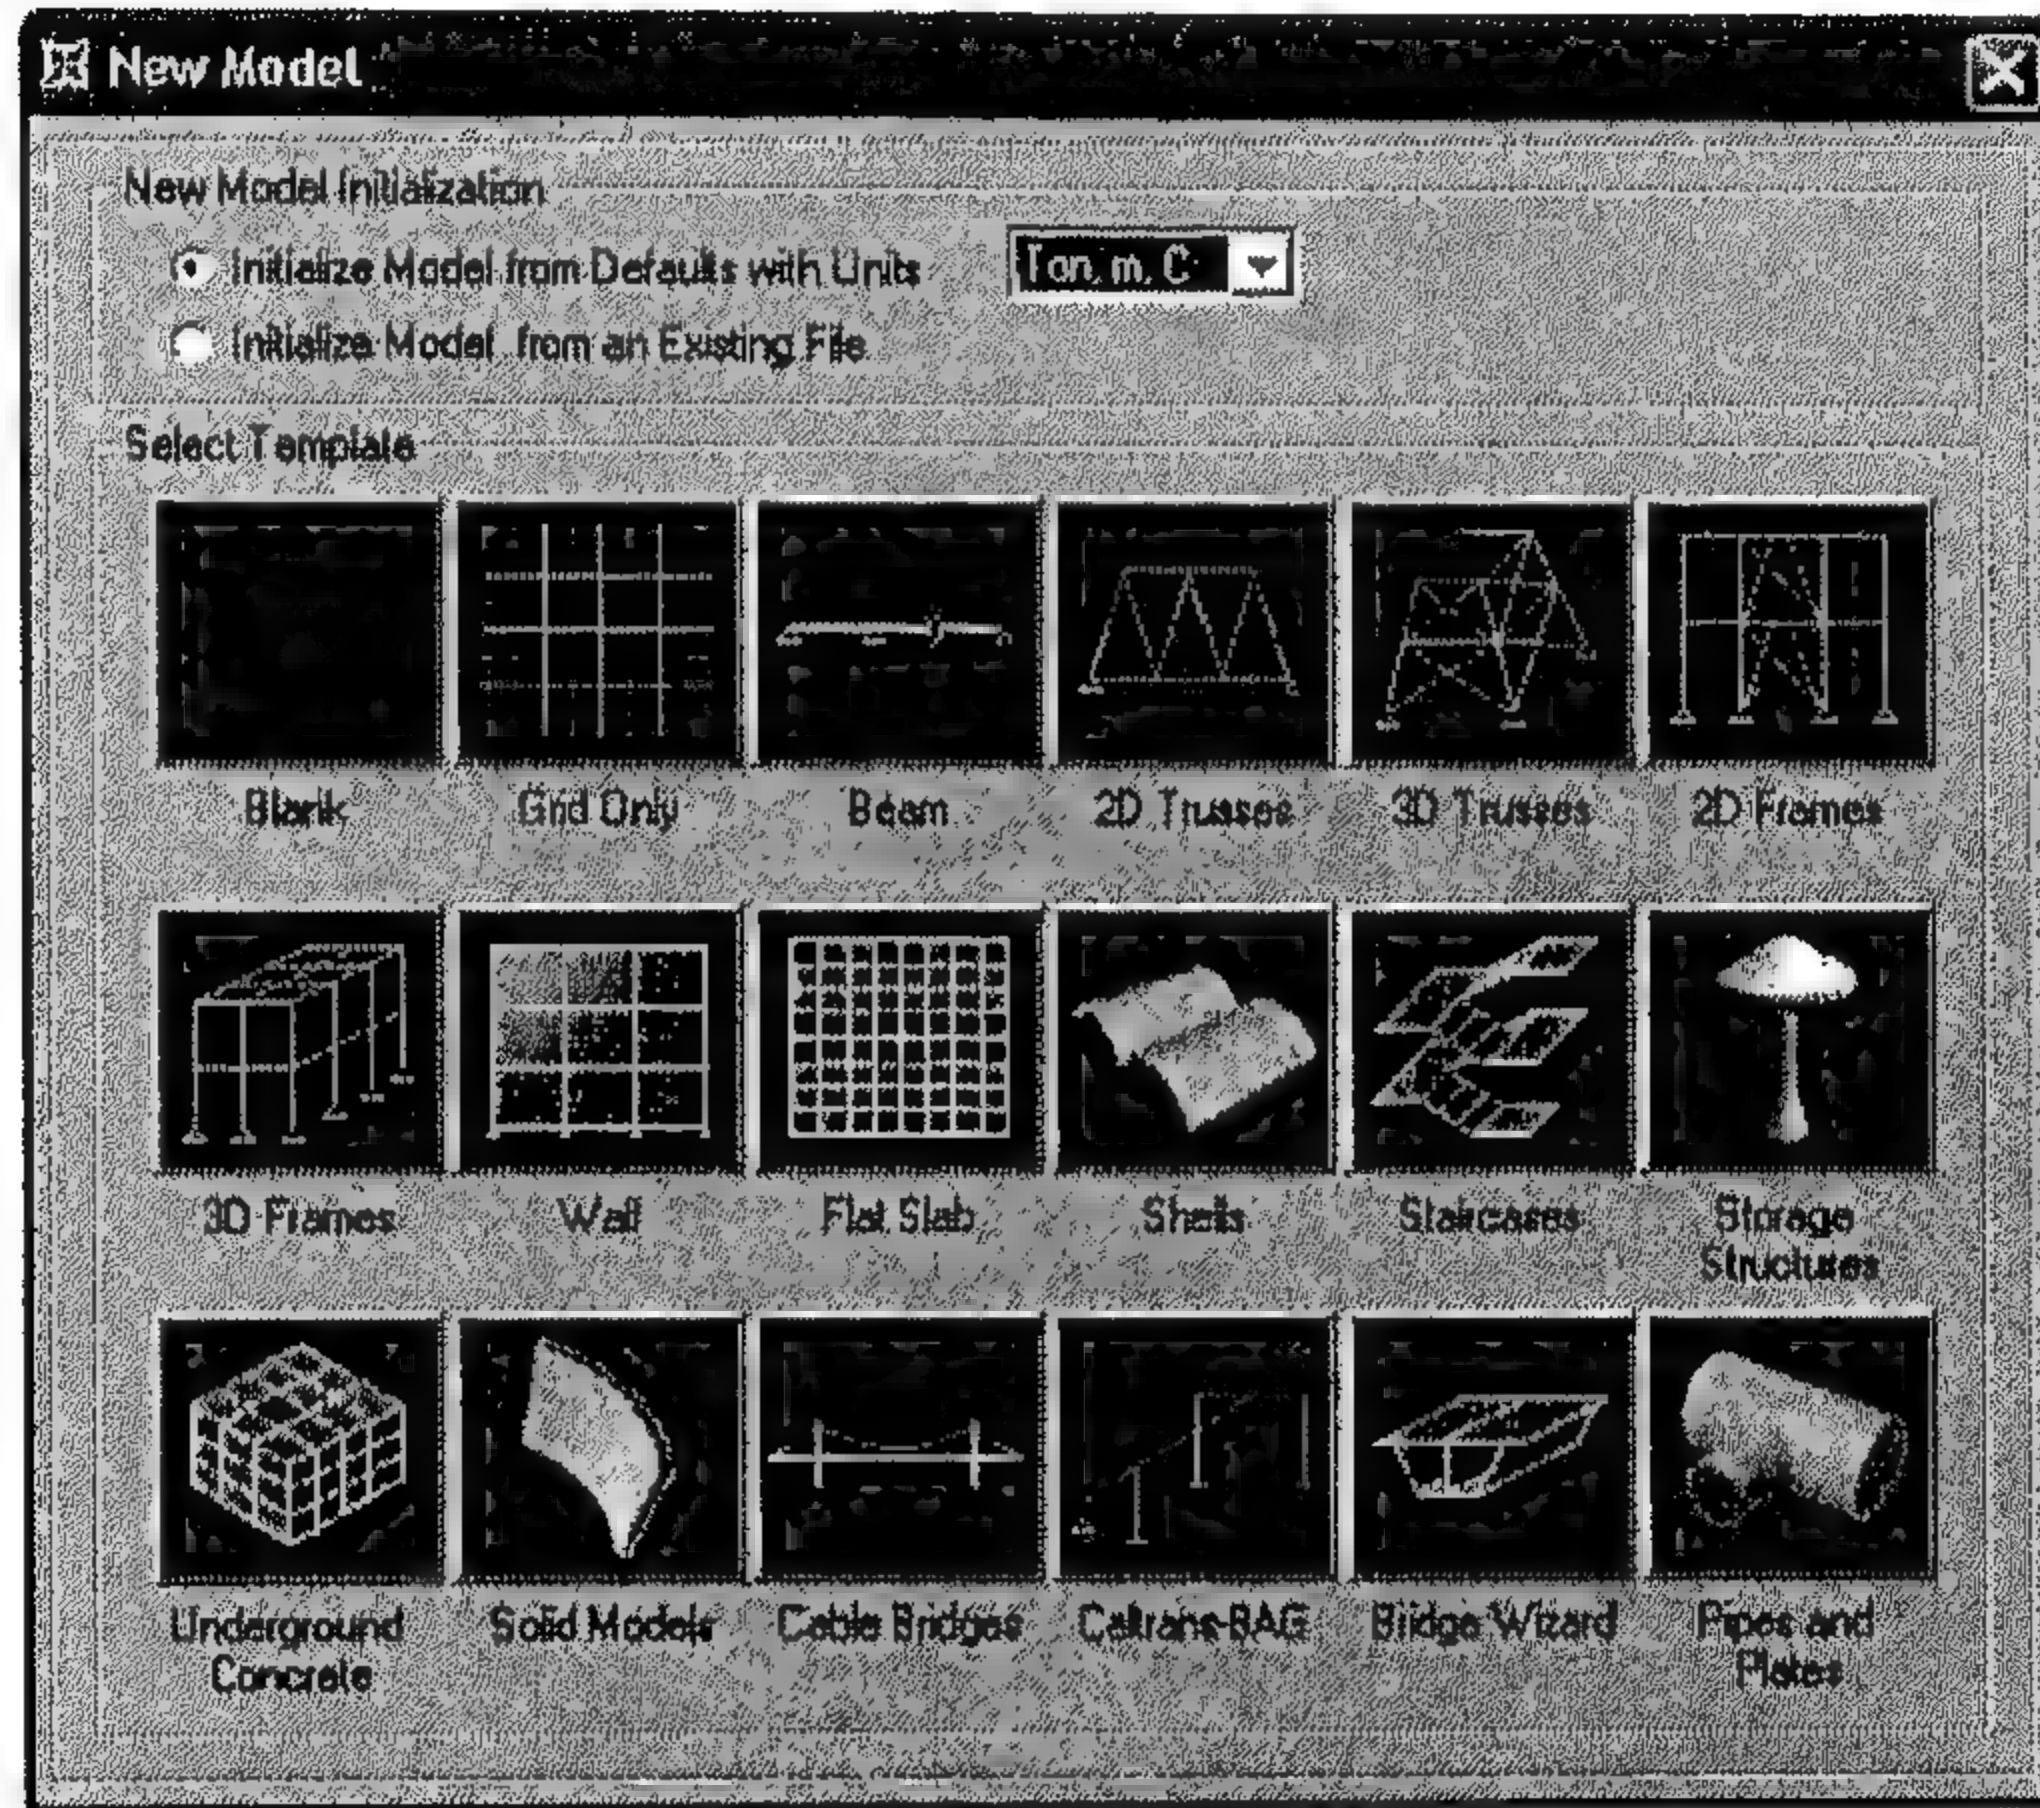 New Model
New Model Initialization
Initialize Model from Defaults with Units
Ton, m, C
Initialize Model from an Existing File
Select Template
Blank Grid Only Beam 2D Trusses 3D Trusses 2D Frames
3D Frames Wall Flat Slab Shells Staircases Storage
Structures
Underground Solid Models Cable Bridges Caltrans-BAG Bridge Wizard Pipes and
Concrete Plates